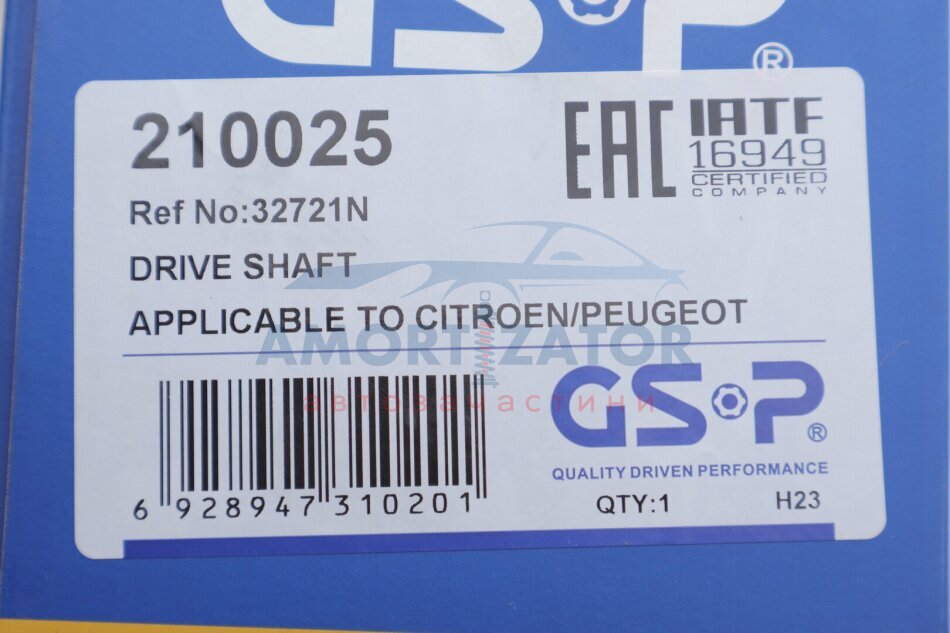 GSP®
210025
EAC
IATF
16949
CERTIFIED
COMPANY
Ref No:32721N
DRIVE SHAFT
APPLICABLE TO CITROEN/PEUGEOT
AMORTIZATOR
автозапчастини
GSP®
QUALITY DRIVEN PERFORMANCE
6 928947 310201
QTY:1
H23